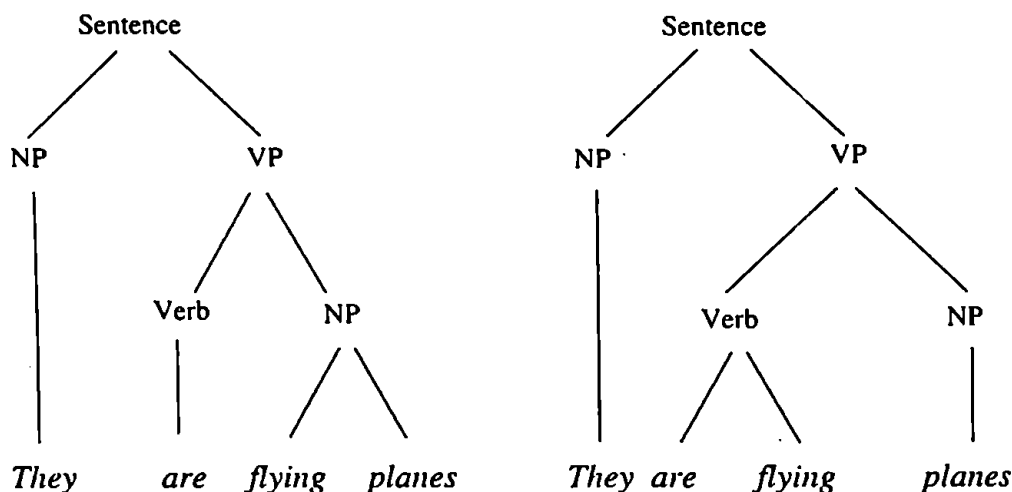 Sentence Sentence
NP VP NP VP
Verb NP Verb NP
They are flying planes They are flying planes